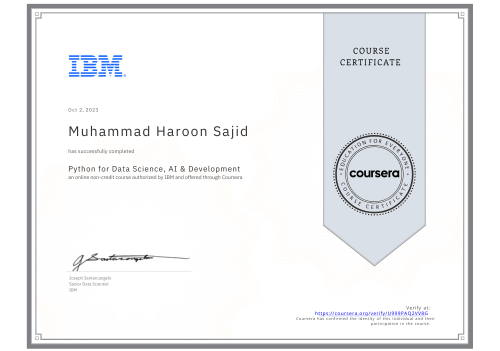 IBM
COURSE
CERTIFICATE
Oct 2, 2023
Muhammad Haroon Sajid
has successfully completed
Python for Data Science, AI & Development
an online non-credit course authorized by IBM and offered through Coursera
EDUCATION FOR EVERYONE
coursera
COURSE CERTIFICATE
Joseph Santarcangelo
Senior Data Scientist
IBM
Verify at:
https://coursera.org/verify/U999PAQ2VVBG
Coursera has confirmed the identity of this individual and their
participation in the course.